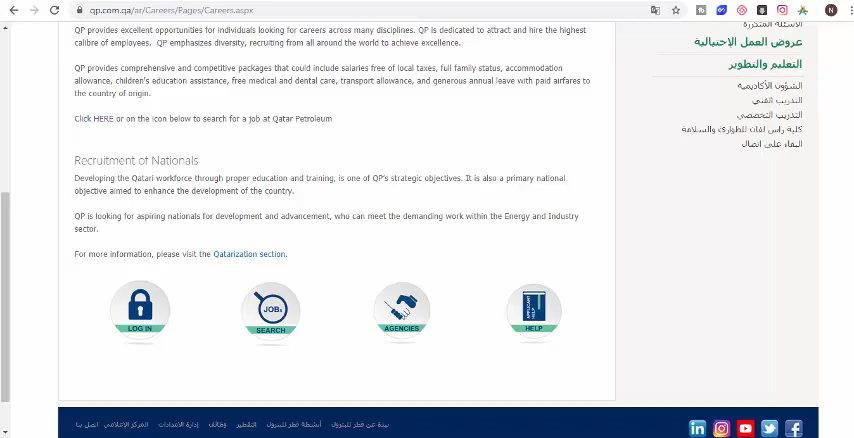 qp.com.qa/ar/Careers/Pages/Careers.aspx
N
QP provides excellent opportunities for individuals looking for careers across many disciplines. QP is dedicated to attract and hire the highest
calibre of employees. QP emphasizes diversity, recruiting from all around the world to achieve excellence.
QP provides comprehensive and competitive packages that could include salaries free of local taxes, full family status, accommodation
allowance, children's education assistance, free medical and dental care, transport allowance, and generous annual leave with paid airfares to
the country of origin.
Click HERE or on the icon below to search for a job at Qatar Petroleum
Recruitment of Nationals
Developing the Qatari workforce through proper education and training, is one of QP's strategic objectives. It is also a primary national
objective aimed to enhance the development of the country.
QP is looking for aspiring nationals for development and advancement, who can meet the demanding work within the Energy and Industry
sector.
For more information, please visit the Qatarization section.
LOG IN
JOBs
SEARCH
AGENCIES
APPLICANT
HELP
HELP
الأسئلة المتكررة
عروض العمل الإحتيالية
التعليم والتطوير
الشؤون الأكاديمية
التدريب الفني
التدريب التخصصي
كلية راس لفان للطوارئ والسلامة
البقاء على اتصال
نبذة عن قطر للبترول
أنشطة قطر للبترول
التقطير
وظائف
إدارة الامدادات
المركز الإعلامي
اتصل بنا